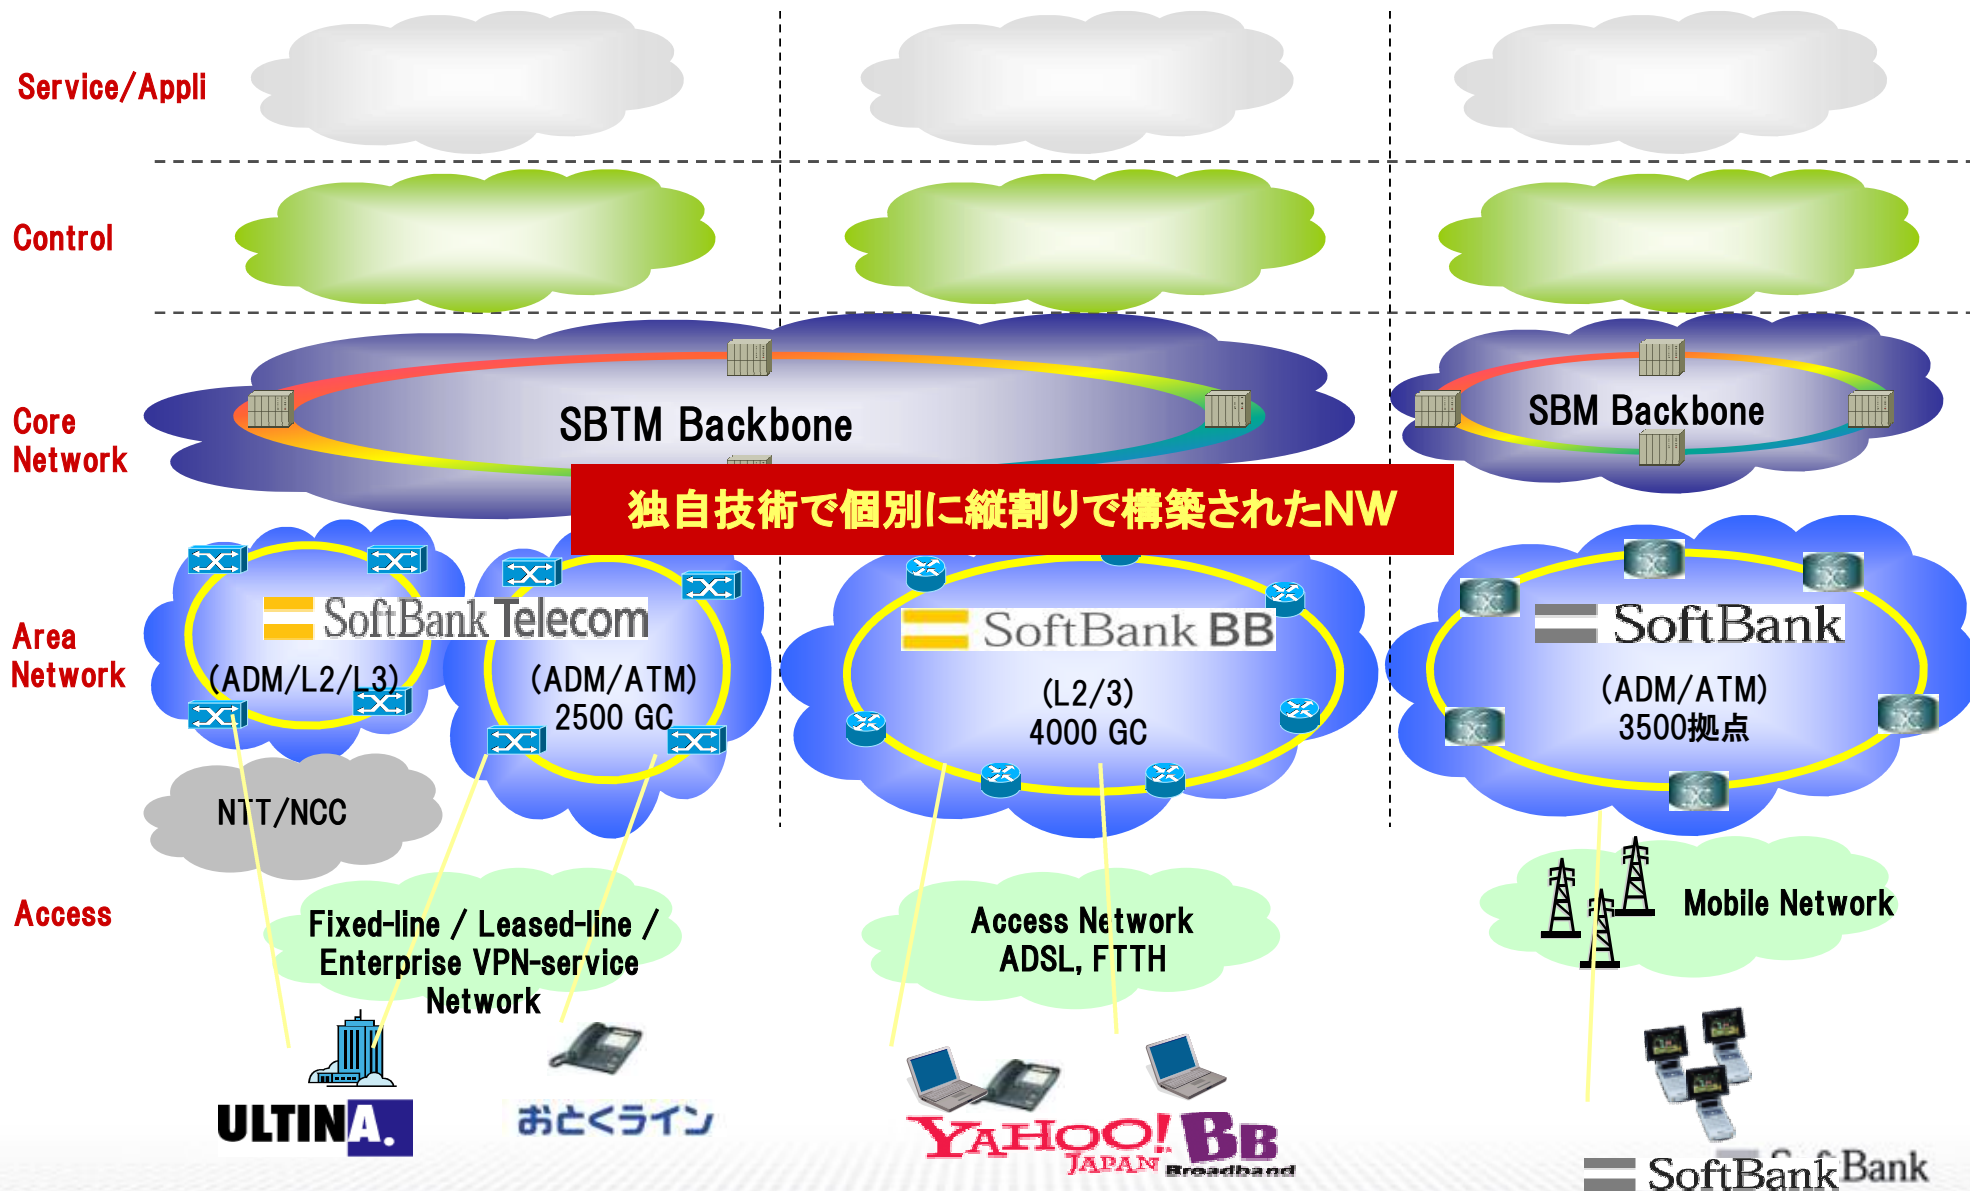 Service/Appli
Control
Core
Network
SBTM Backbone
SBM Backbone
独自技術で個別に縦割りで構築されたNW
Area
Network
SoftBank Telecom
(ADM/L2/L3)
(ADM/ATM)
2500 GC
SoftBank BB
(L2/3)
4000 GC
SoftBank
(ADM/ATM)
3500拠点
NTT/NCC
Access
Fixed-line / Leased-line /
Enterprise VPN-service
Network
Access Network
ADSL, FTTH
Mobile Network
ULTINA.
おとくライン
YAHOO! BB
JAPAN Broadband
SoftBank
SoftBank